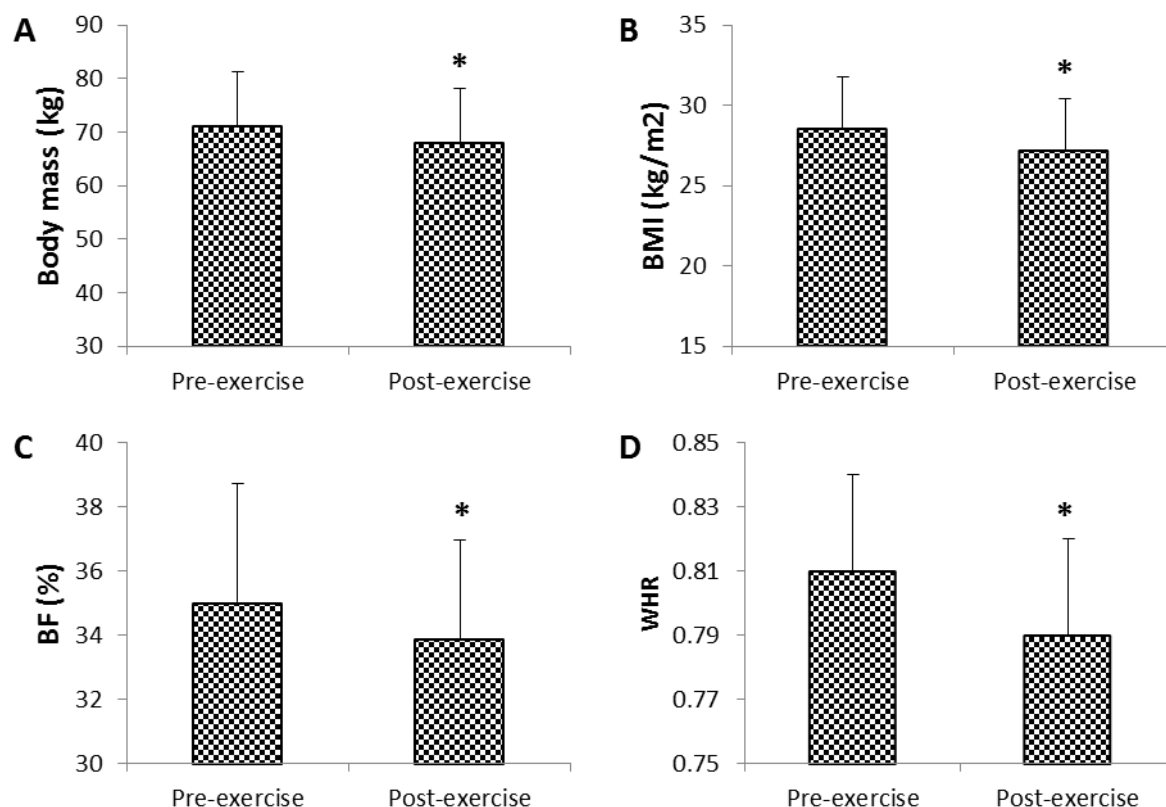 A
Body mass (kg)
90
80
70
60
50
40
30
*
Pre-exercise
Post-exercise
B
BMI (kg/m2)
35
30
25
20
15
*
Pre-exercise
Post-exercise
C
BF (%)
40
38
36
34
32
30
*
Pre-exercise
Post-exercise
D
WHR
0.85
0.83
0.81
0.79
0.77
0.75
*
Pre-exercise
Post-exercise